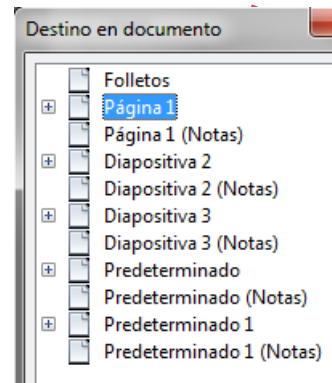 Destino en documento
Folletos
Página 1
Página 1 (Notas)
Diapositiva 2
Diapositiva 2 (Notas)
Diapositiva 3
Diapositiva 3 (Notas)
Predeterminado
Predeterminado (Notas)
Predeterminado 1
Predeterminado 1 (Notas)